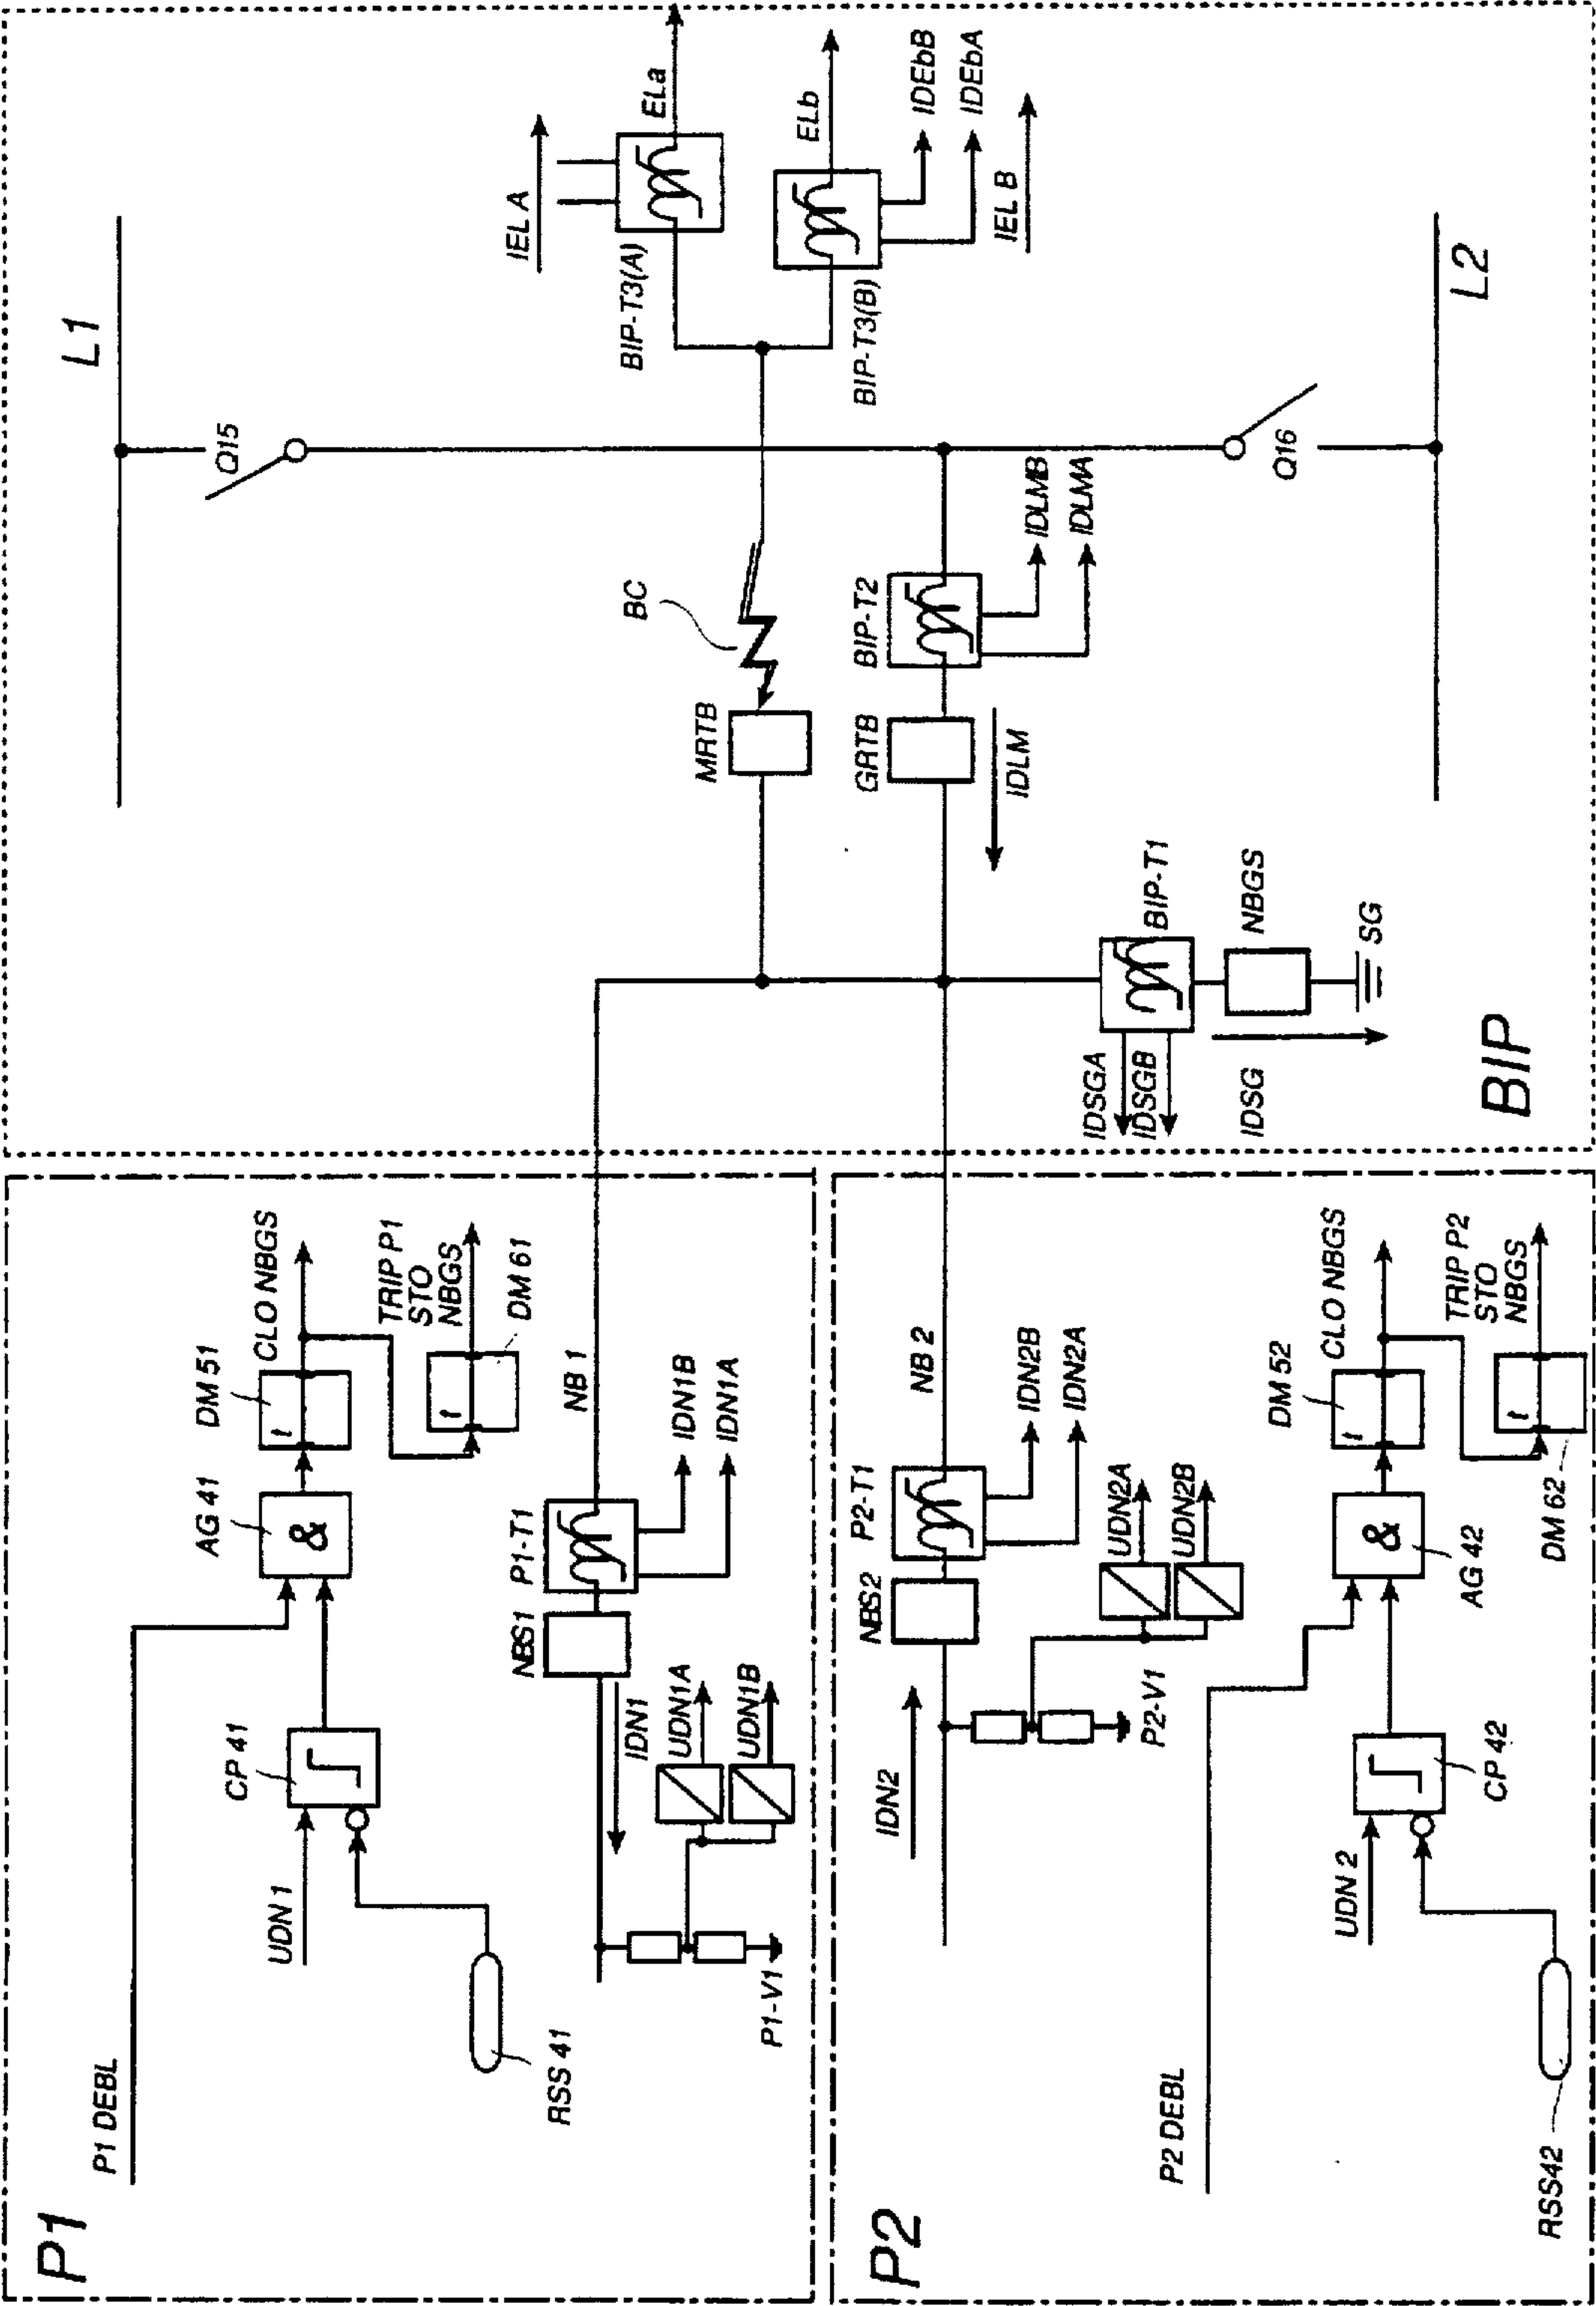 P1
P1 DEBL
UDN 1
CP 41
RSS 41
AG 41
&
DM 51
t
CLO NBGS
TRIP P1
STO
NBGS
t
DM 61
NBS1
P1-T1
NB 1
IDN1B
IDN1A
IDN1
UDN1A
UDN1B
P1-V1
P2
P2 DEBL
IDN2
NBS2
P2-T1
NB 2
IDN2B
IDN2A
UDN2A
UDN2B
P2-V1
UDN 2
CP 42
RSS42
AG 42
&
DM 52
t
CLO NBGS
TRIP P2
STO
NBGS
t
DM 62
BIP
L1
Q15
IEL A
ELa
BIP-T3(A)
ELb
BIP-T3(B)
IDEbB
IDEbA
IEL B
BC
MRTB
GRTB
BIP-T2
IDLMB
IDLMA
IDLM
Q16
L2
BIP-T1
NBGS
SG
IDSGA
IDSGB
IDSG